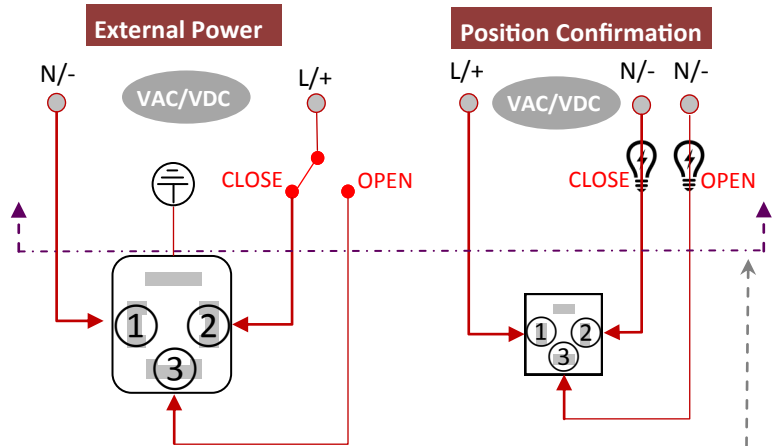 External Power
Position Confirmation
N/-
VAC/VDC
L/+
L/+
VAC/VDC
N/-
N/-
CLOSE
OPEN
CLOSE
OPEN
1
2
3
1
2
3